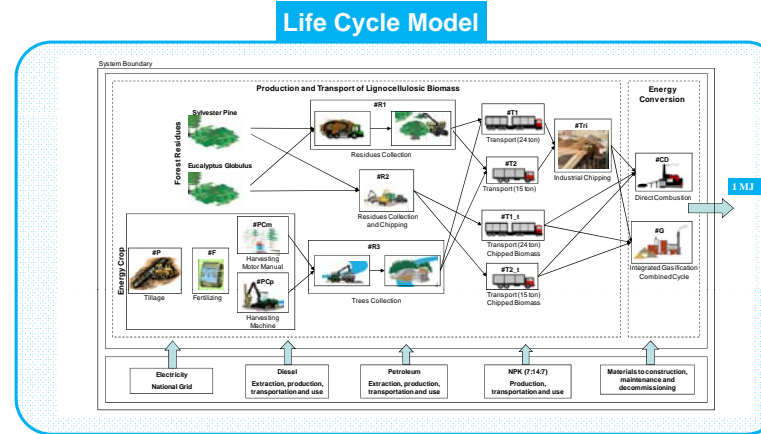 Life Cycle Model
System Boundary
Production and Transport of Lignocellulosic Biomass
Energy
Conversion
Forest Residues
Sylvester Pine
Eucalyptus Globulus
#R1
Residues Collection
#R2
Residues Collection
and Chipping
#T1
Transport (24 ton)
#T2
Transport (15 ton)
#Tri
Industrial Chipping
#CD
Direct Combustion
1 MJ
Energy Crop
#P
Tillage
#F
Fertilizing
#PCm
Harvesting
Motor Manual
#PCp
Harvesting
Machine
#R3
Trees Collection
#T1_t
Transport (24 ton)
Chipped Biomass
#T2_t
Transport (15 ton)
Chipped Biomass
#G
Integrated Gasification
Combined Cycle
Electricity
National Grid
Diesel
Extraction, production,
transportation and use
Petroleum
Extraction, production,
transportation and use
NPK (7:14:7)
Production,
transportation and use
Materials to construction,
maintenance and
decommissioning